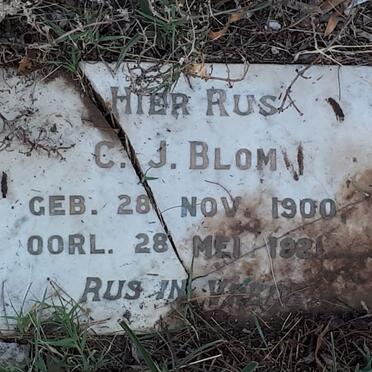 HIER RUS
C. J. BLOM
GEB. 28 NOV. 1900.
OORL. 28 MEI 1921
RUS IN